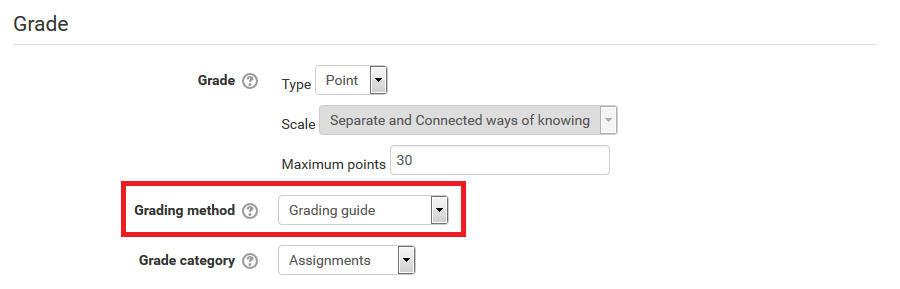 Grade
Grade Type Point
Scale Separate and Connected ways of knowing
Maximum points 30
Grading method Grading guide
Grade category Assignments